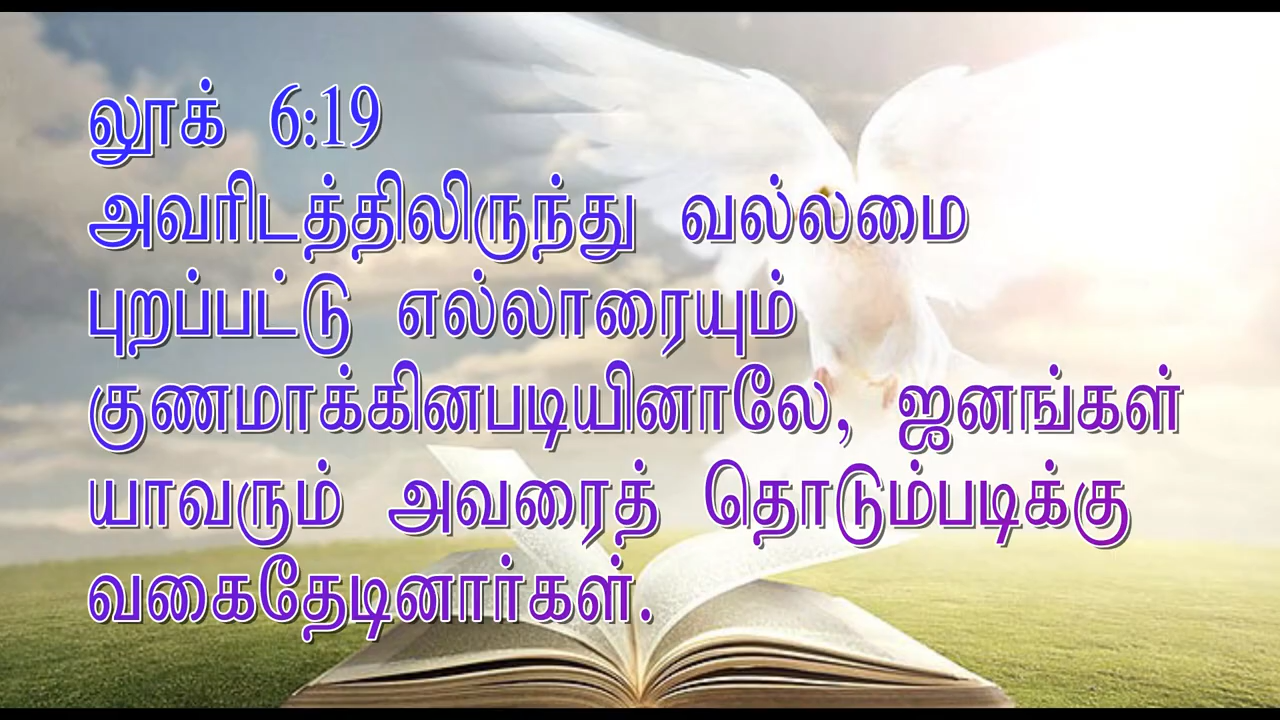 லூக் 6:19
அவரிடத்திலிருந்து வல்லமை
புறப்பட்டு எல்லாரையும்
குணமாக்கினபடியினாலே, ஜனங்கள்
யாவரும் அவரைத் தொடும்படிக்கு
வகைதேடினார்கள்.